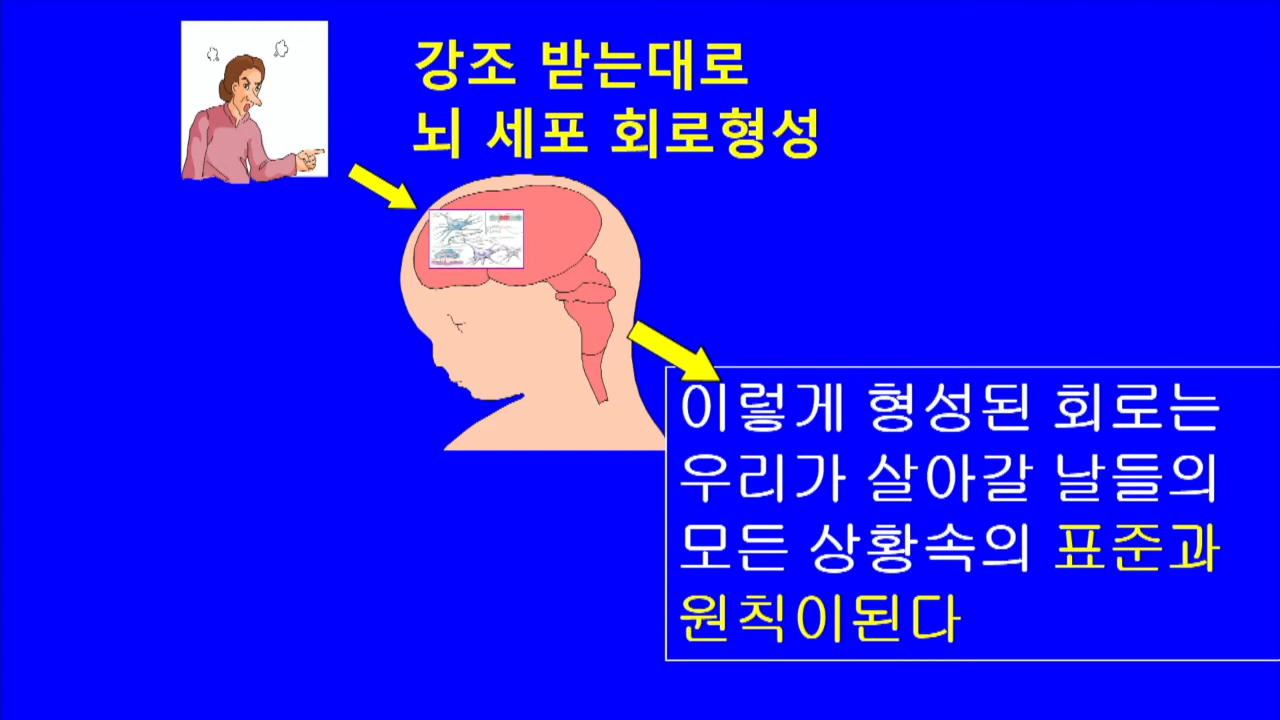 강조 받는대로
뇌 세포 회로형성
이렇게 형성된 회로는
우리가 살아갈 날들의
모든 상황속의 표준과
원칙이된다